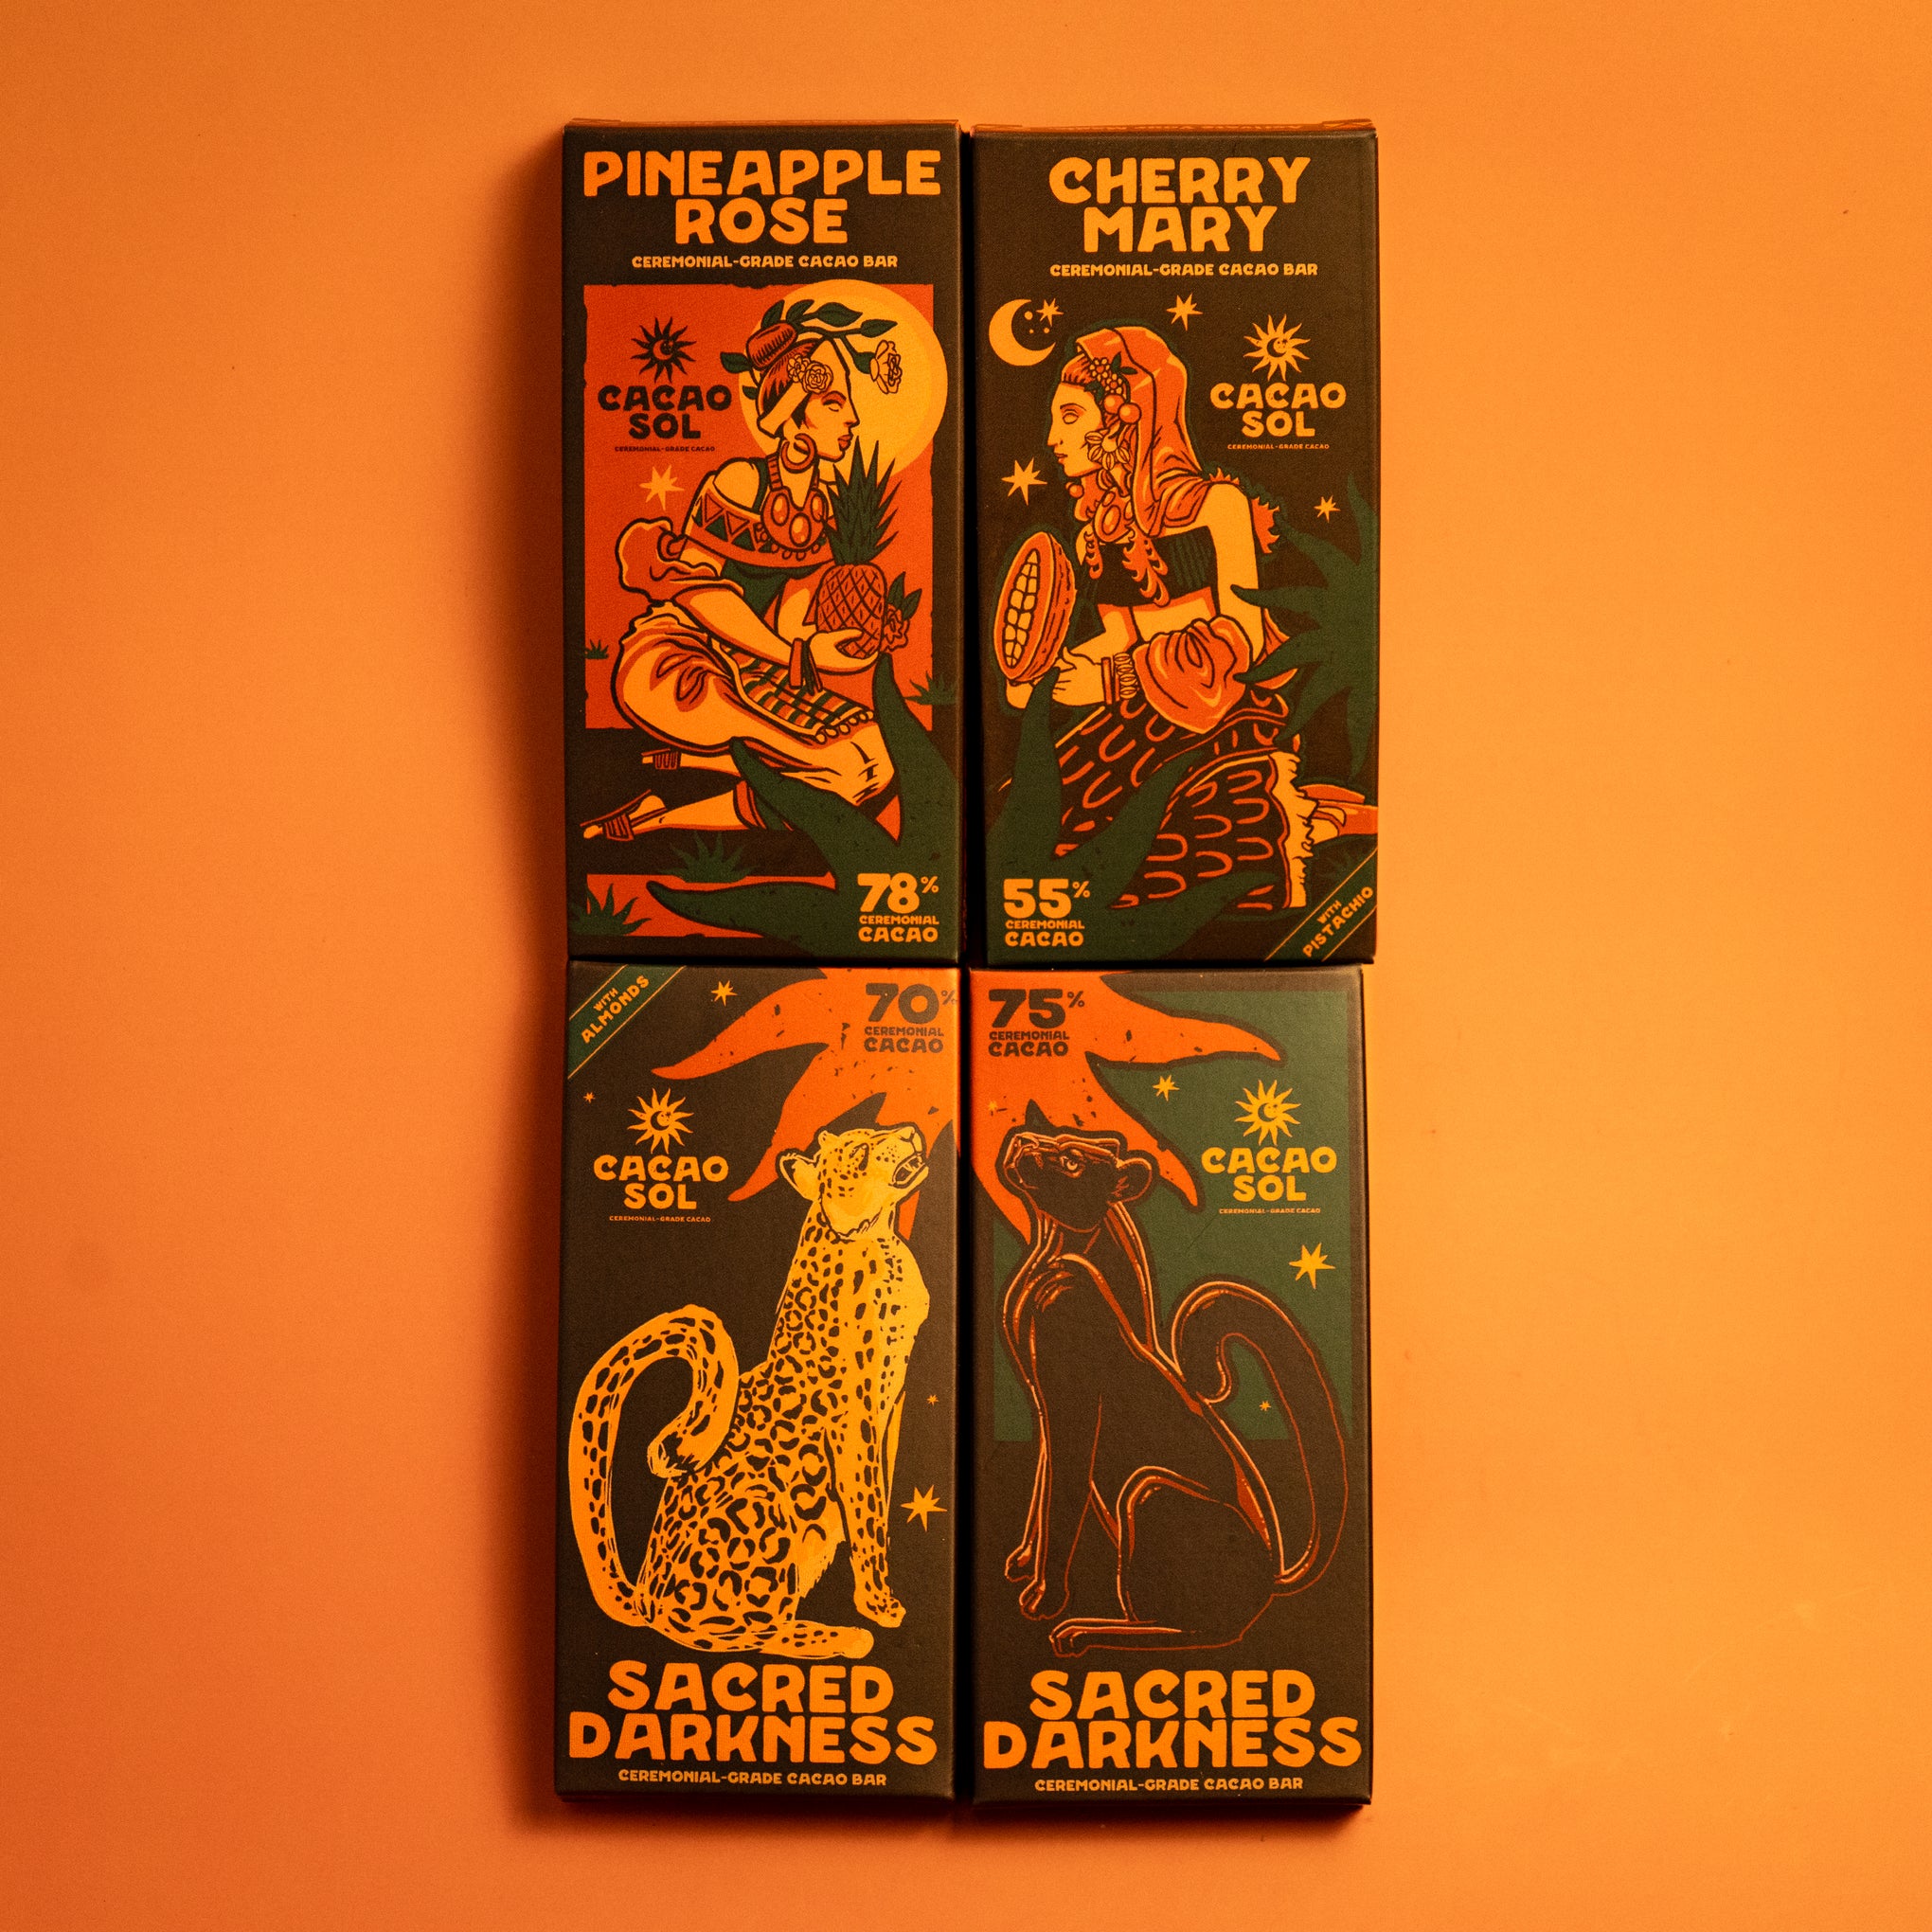 PINEAPPLE
ROSE
CEREMONIAL-GRADE CACAO BAR
CACAO
SOL
CEREMONIAL-GRADE CACAO
78%
CEREMONIAL
CACAO
CHERRY
MARY
CEREMONIAL-GRADE CACAO BAR
CACAO
SOL
CEREMONIAL-GRADE CACAO
55%
CEREMONIAL
CACAO
WITH
PISTACHIO
WITH
ALMONDS
70%
CEREMONIAL
CACAO
CACAO
SOL
CEREMONIAL-GRADE CACAO
SACRED
DARKNESS
CEREMONIAL-GRADE CACAO BAR
75%
CEREMONIAL
CACAO
CACAO
SOL
CEREMONIAL-GRADE CACAO
SACRED
DARKNESS
CEREMONIAL-GRADE CACAO BAR